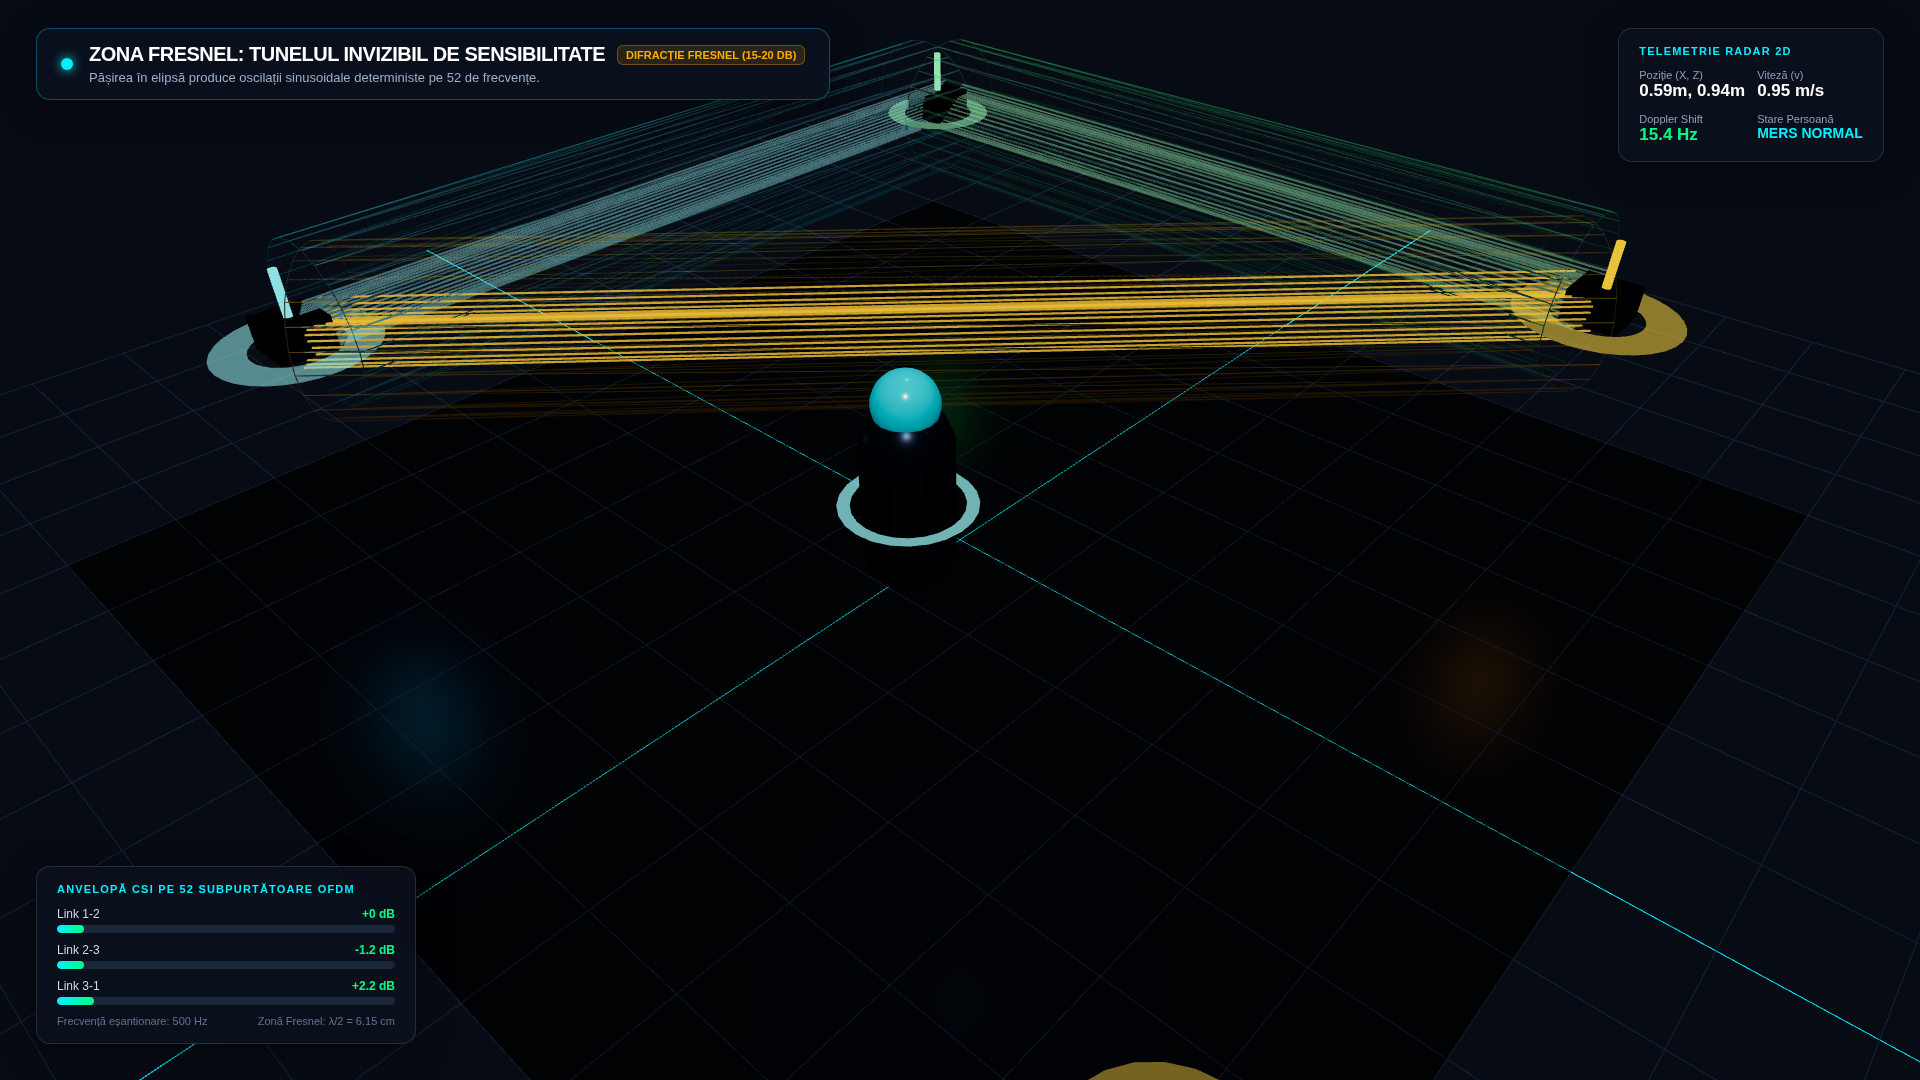 ZONA FRESNEL: TUNELUL INVIZIBIL DE SENSIBILITATE DIFRACȚIE FRESNEL (15-20 DB)
Pășirea în elipsă produce oscilații sinusoidale deterministe pe 52 de frecvențe.
TELEMETRIE RADAR 2D
Poziție (X, Z) Viteză (v)
0.59m, 0.94m 0.95 m/s
Doppler Shift Stare Persoană
15.4 Hz MERS NORMAL
ANVELOPĂ CSI PE 52 SUBPURTĂTOARE OFDM
Link 1-2 +0 dB
Link 2-3 -1.2 dB
Link 3-1 +2.2 dB
Frecvență eșantionare: 500 Hz Zonă Fresnel: λ/2 = 6.15 cm